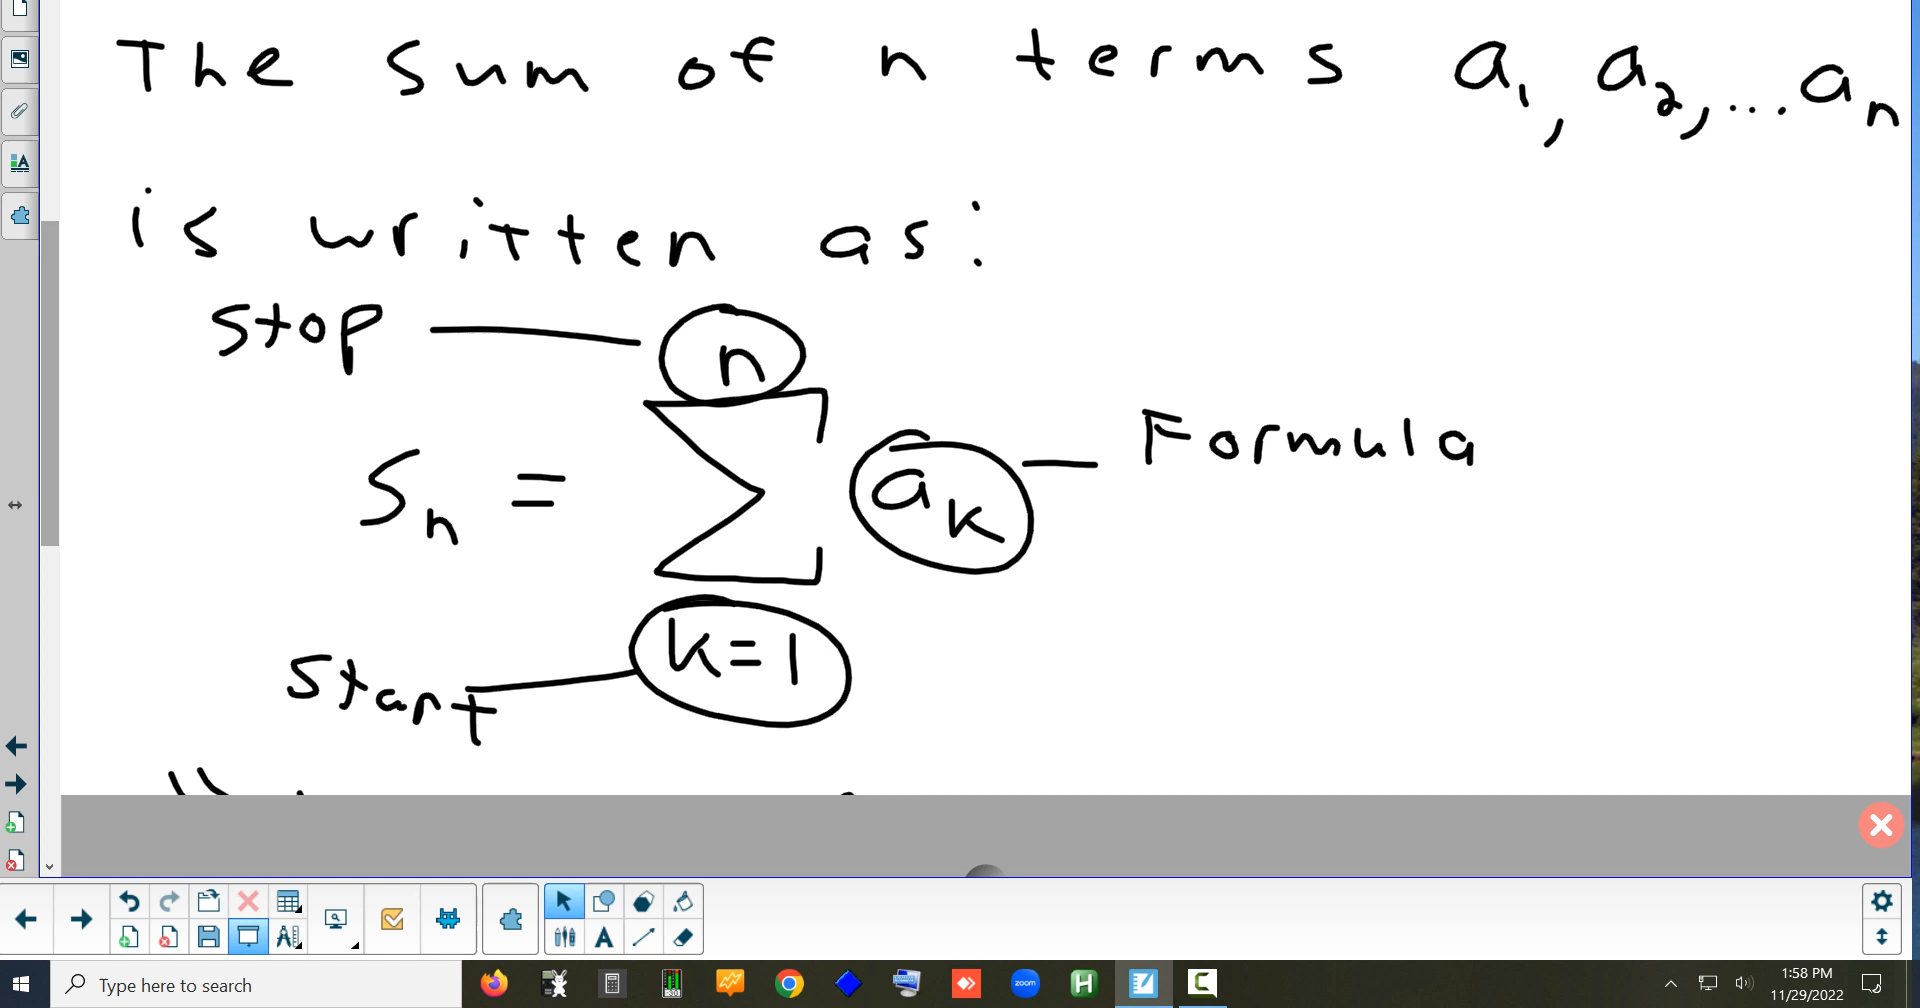 The sum of n terms a₁, a₂, ... aₙ
is written as:
stop
n
Sₙ = Σ aₖ
Formula
k=1
start
Type here to search
zoom
H
1:58 PM
11/29/2022